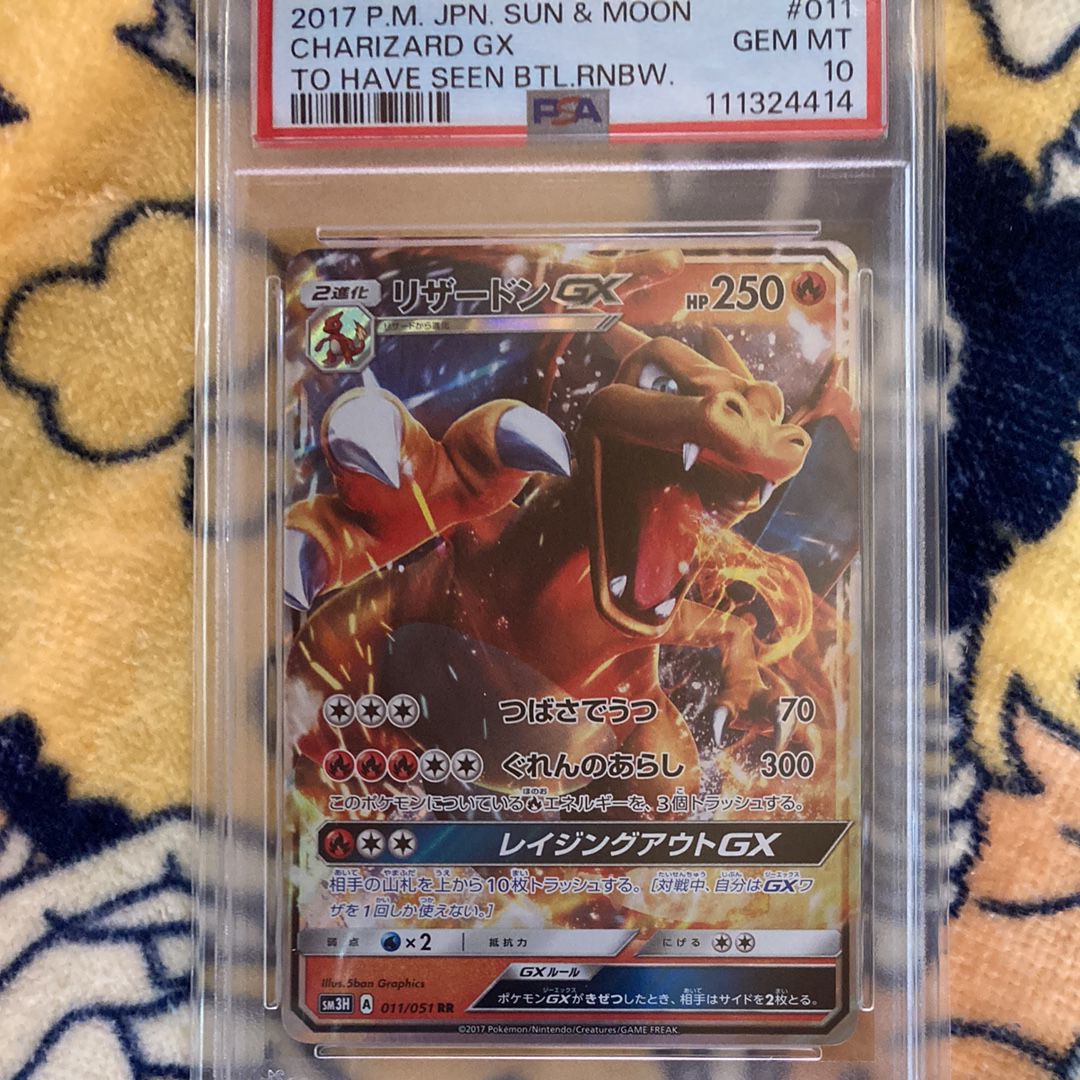 2017 P.M. JPN. SUN & MOON #011
CHARIZARD GX GEM MT
TO HAVE SEEN BTL.RNBW. 10
PSA 111324414
2進化 リザードンGX HP250
リザードから進化
つばさでうつ 70
ぐれんのあらし 300
このポケモンについているエネルギーを、3個トラッシュする。
レイジングアウトGX
相手の山札を上から10枚トラッシュする。[対戦中、自分はGXワ
ザを1回しか使えない。]
弱点 ×2 抵抗力 にげる
GXルール
Illus.5ban Graphics
ポケモンGXがきぜつしたとき、相手はサイドを2枚とる。
SM3H A 011/051 RR
©2017 Pokémon/Nintendo/Creatures/GAME FREAK.